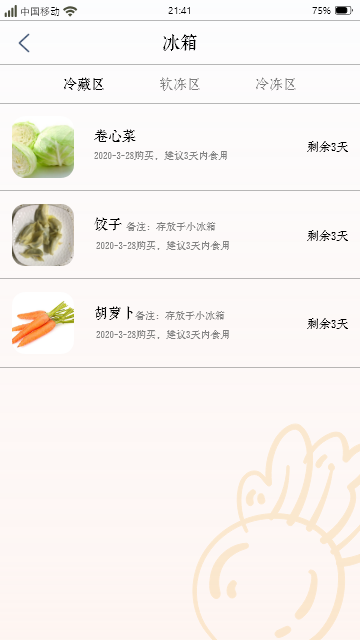 中国移动 21:41 75%
冰箱
冷藏区 软冻区 冷冻区
卷心菜
2020-3-28购买，建议3天内食用
剩余3天
饺子 备注：存放于小冰箱
2020-3-28购买，建议3天内食用
剩余3天
胡萝卜备注：存放于小冰箱
2020-3-28购买，建议3天内食用
剩余3天